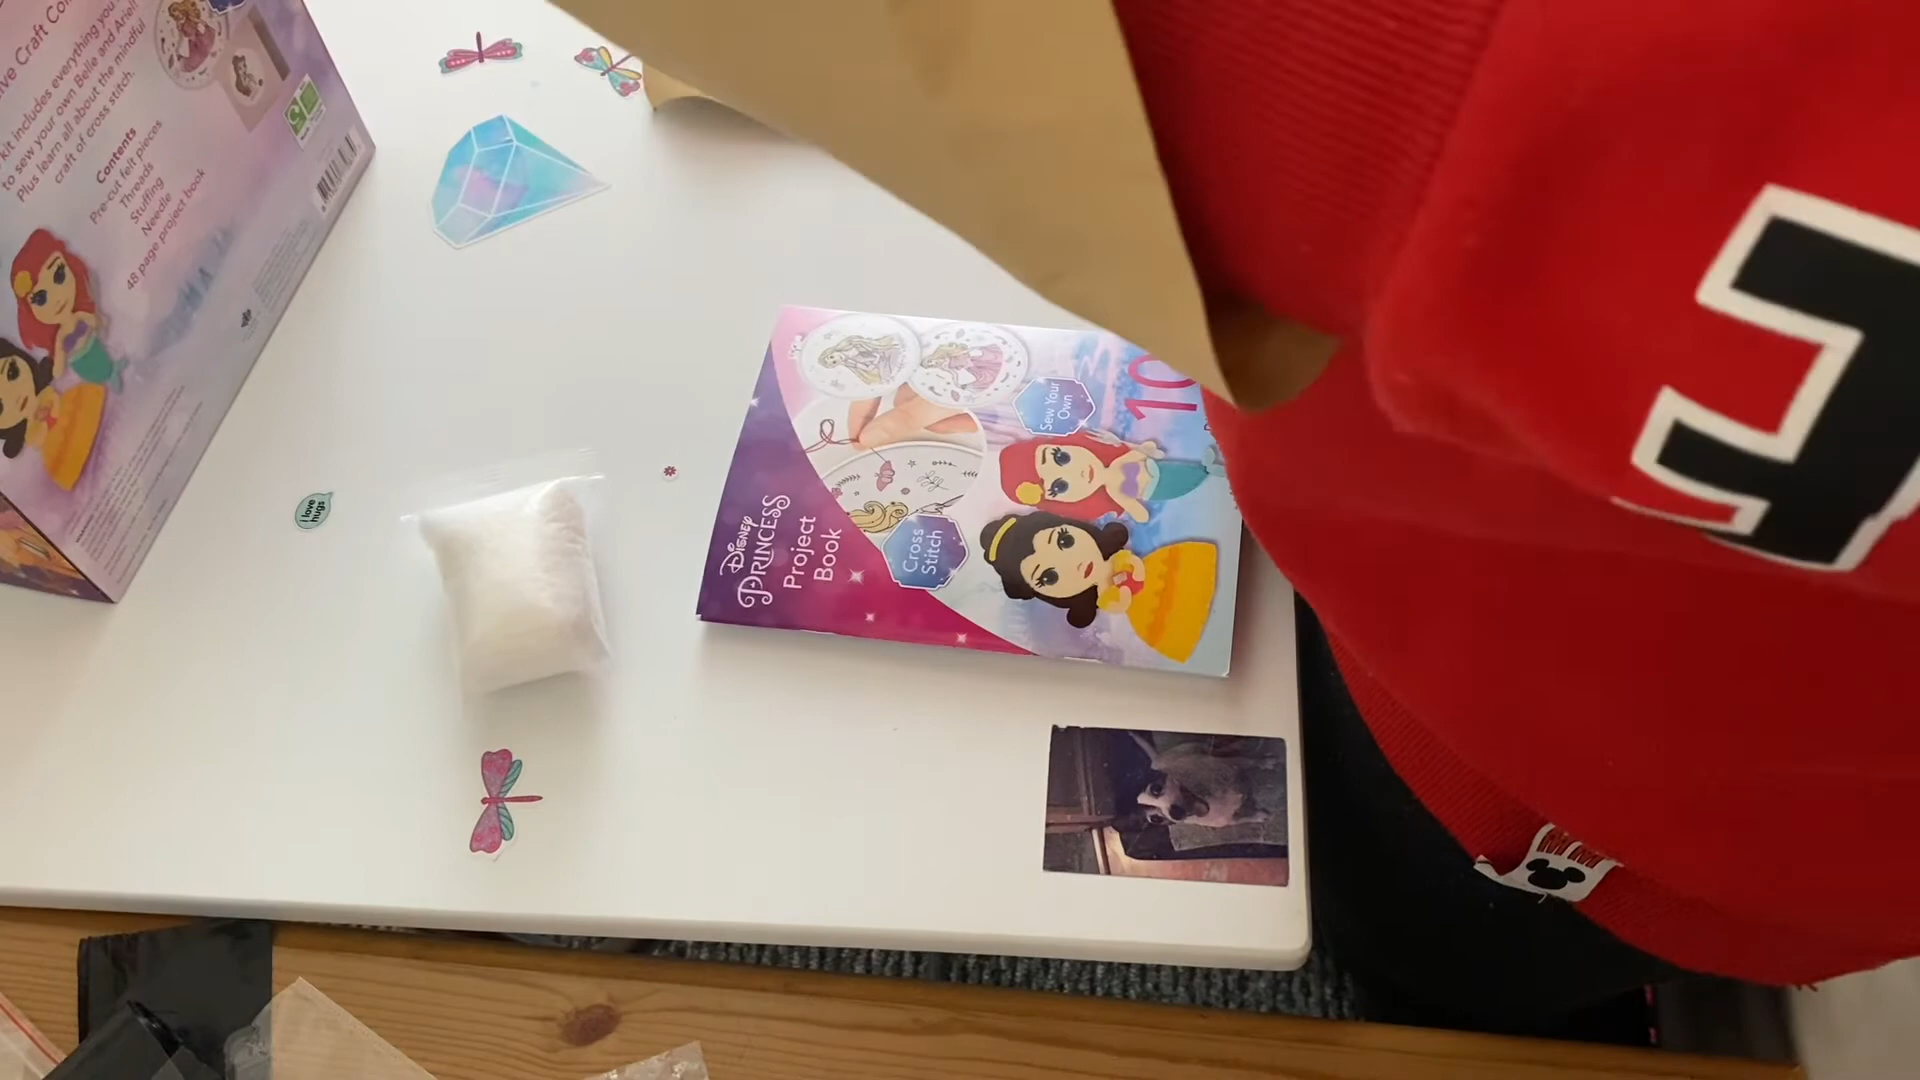 kit includes everything you
to sew your own Belle and Ariel!
Plus learn all about the mindful
craft of cross stitch.
Contents
Pre-cut felt pieces
Threads
Stuffing
Needle
48 page project book
I love
hugs
DISNEY
PRINCESS
Project
Book
Cross
Stitch
Sew Your
Own
10
MM